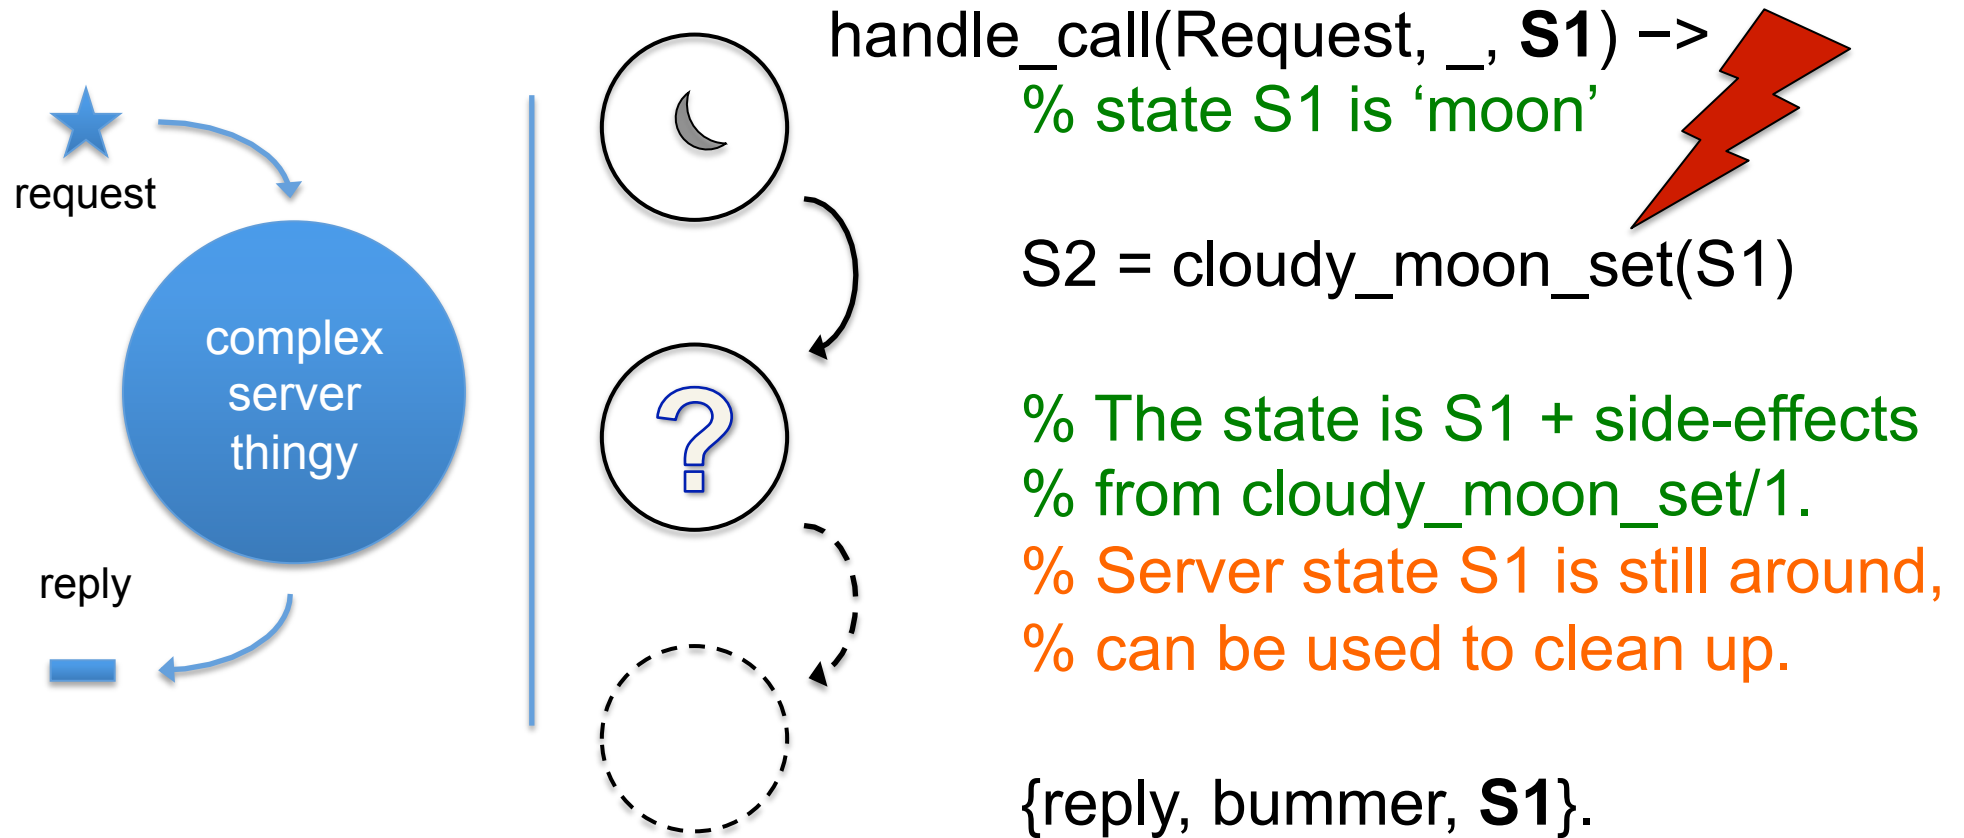 request
complex
server
thingy
reply
?
handle_call(Request, _, S1) −>
% state S1 is ‘moon’
S2 = cloudy_moon_set(S1)
% The state is S1 + side-effects
% from cloudy_moon_set/1.
% Server state S1 is still around,
% can be used to clean up.
{reply, bummer, S1}.